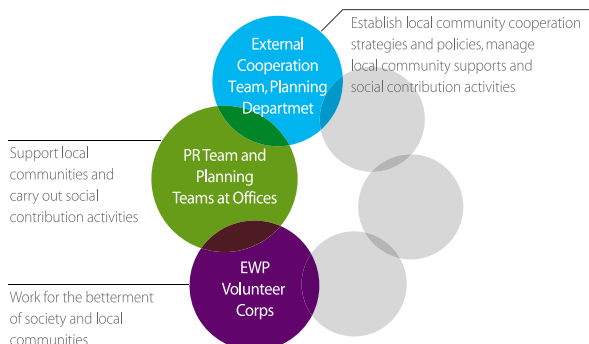 External
Cooperation
Team, Planning
Departmet
Establish local community cooperation
strategies and policies, manage
local community supports and
social contribution activities
PR Team and
Planning
Teams at Offices
Support local
communities and
carry out social
contribution activities
EWP
Volunteer
Corps
Work for the betterment
of society and local
communities